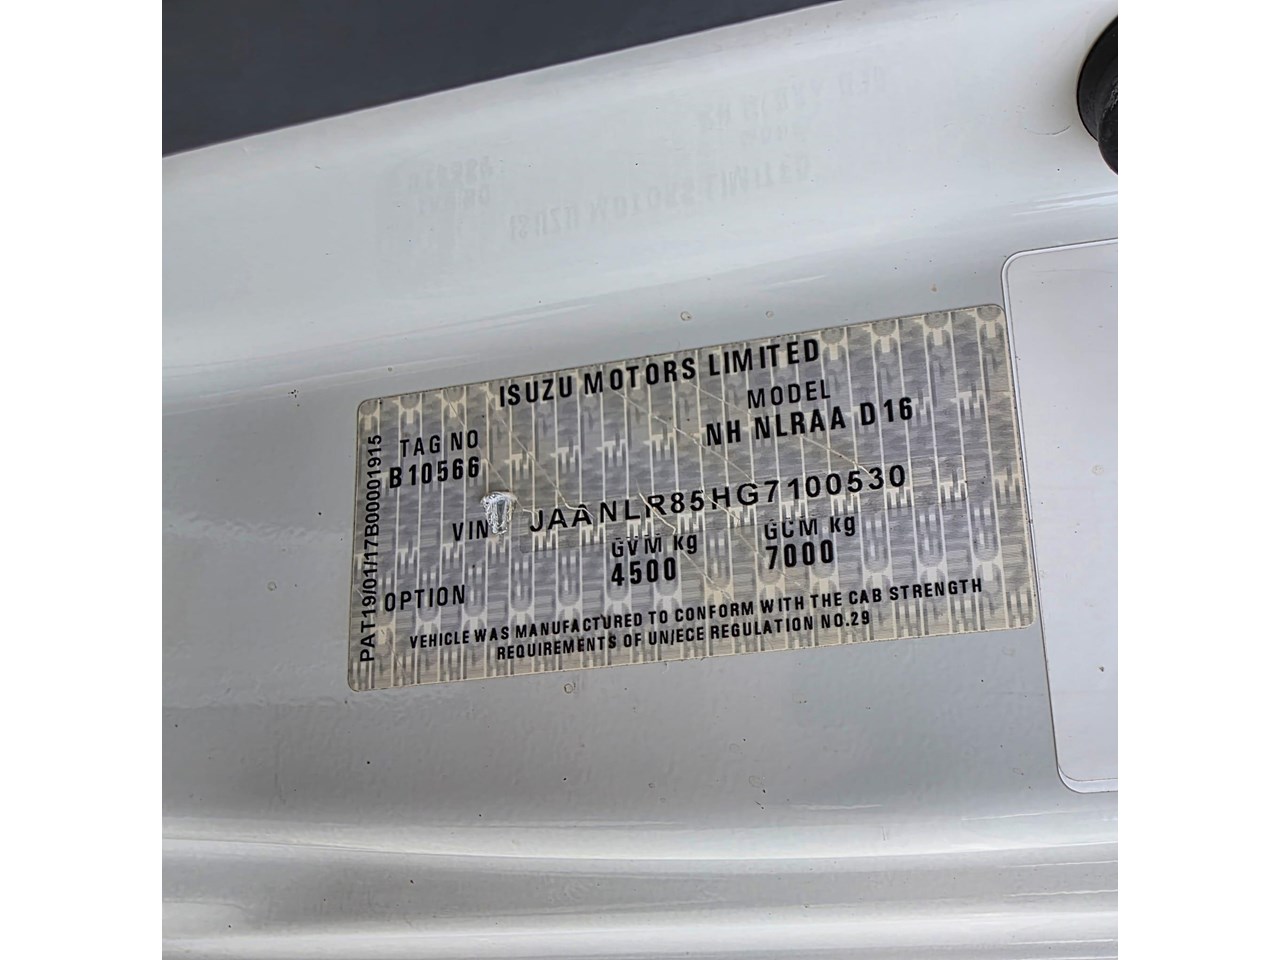 ISUZU MOTORS LIMITED
MODEL
NH NLRAA D16
TAG NO
B10566
VIN JAANLR85HG7100530
GVM kg
4500
GCM kg
7000
OPTION
VEHICLE WAS MANUFACTURED TO CONFORM WITH THE CAB STRENGTH
REQUIREMENTS OF UN/ECE REGULATION NO.29
PAT19/01/17B00001915